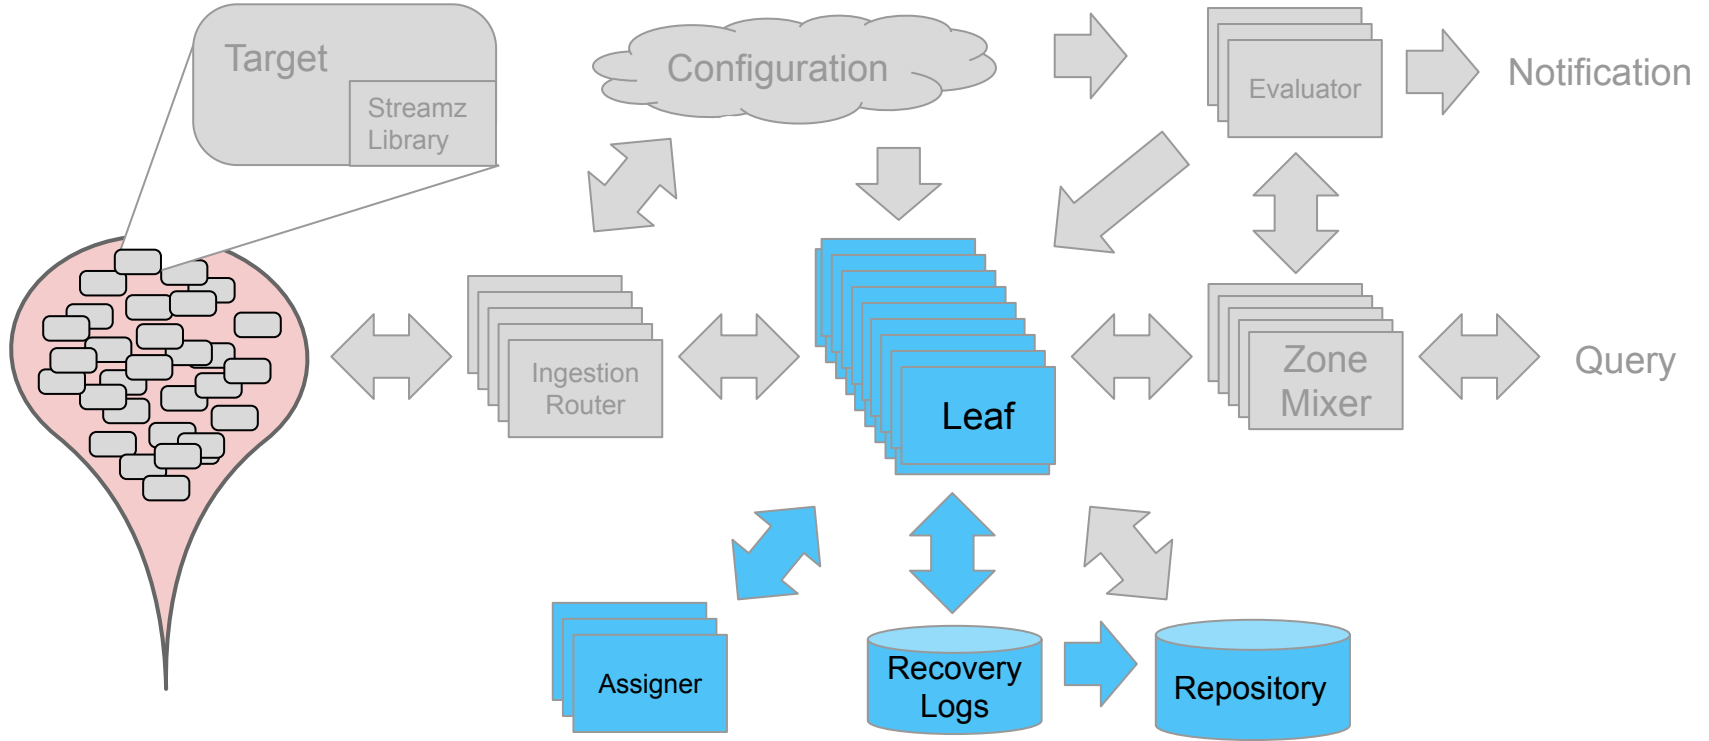 Target
Streamz
Library
Configuration
Evaluator
Notification
Ingestion
Router
Leaf
Zone
Mixer
Query
Assigner
Recovery
Logs
Repository